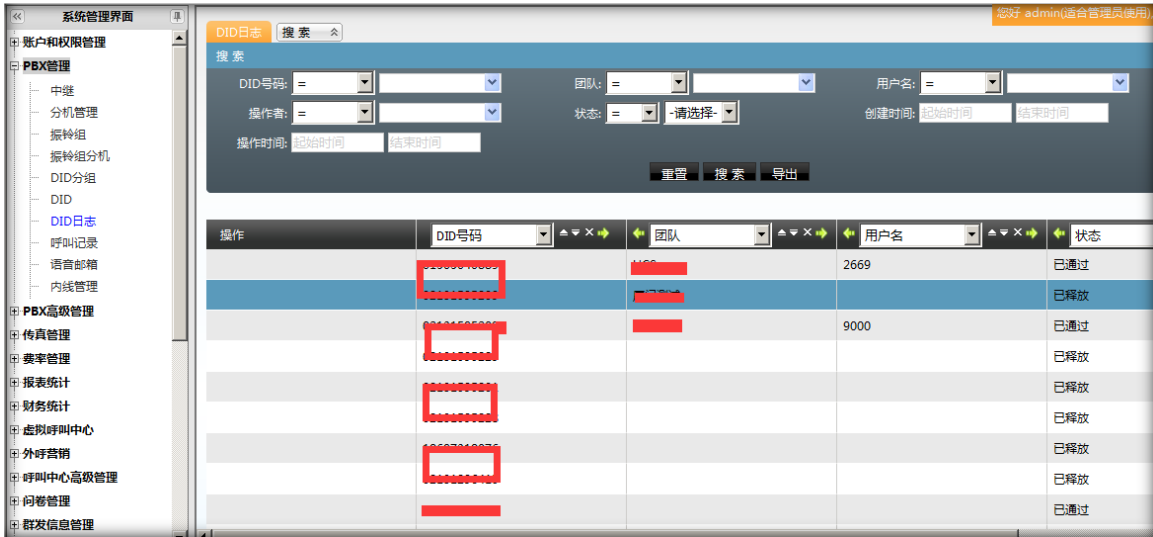 系统管理界面
您好 admin(适合管理员使用)
账户和权限管理
PBX管理
中继
分机管理
振铃组
振铃组分机
DID分组
DID
DID日志
呼叫记录
语音邮箱
内线管理
PBX高级管理
传真管理
费率管理
报表统计
财务统计
虚拟呼叫中心
外呼营销
呼叫中心高级管理
问卷管理
群发信息管理
DID日志 搜 索
搜 索
DID号码: = 团队: = 用户名: =
操作者: = 状态: = -请选择- 创建时间: 起始时间 结束时间
操作时间: 起始时间 结束时间
重置 搜 索 导出
操作 DID号码 团队 用户名 状态
2669 已通过
已释放
9000 已通过
已释放
已释放
已释放
已释放
已释放
已通过